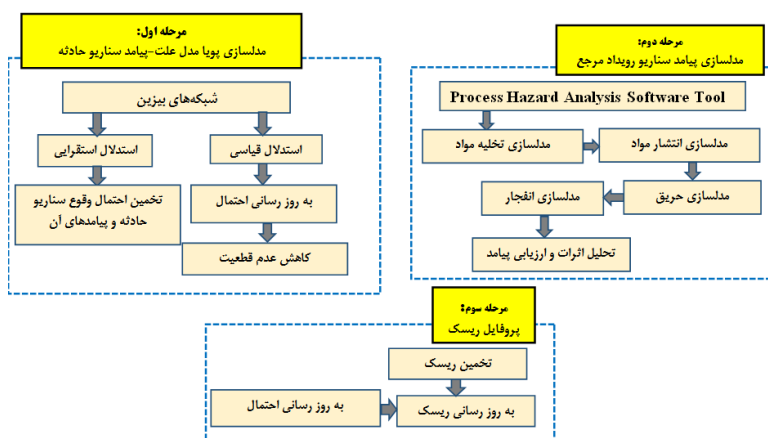 مرحله اول:
مدلسازی پویا مدل علت-پیامد سناریو حادثه
شبکه‌های بیزین
استدلال قیاسی
استدلال استقرایی
به روز رسانی احتمال
تخمین احتمال وقوع سناریو
حادثه و پیامدهای آن
کاهش عدم قطعیت
مرحله دوم:
مدلسازی پیامد سناریو رویداد مرجع
Process Hazard Analysis Software Tool
مدلسازی تخلیه مواد
مدلسازی انتشار مواد
مدلسازی حریق
مدلسازی انفجار
تحلیل اثرات و ارزیابی پیامد
مرحله سوم:
پروفایل ریسک
تخمین ریسک
به روز رسانی احتمال
به روز رسانی ریسک